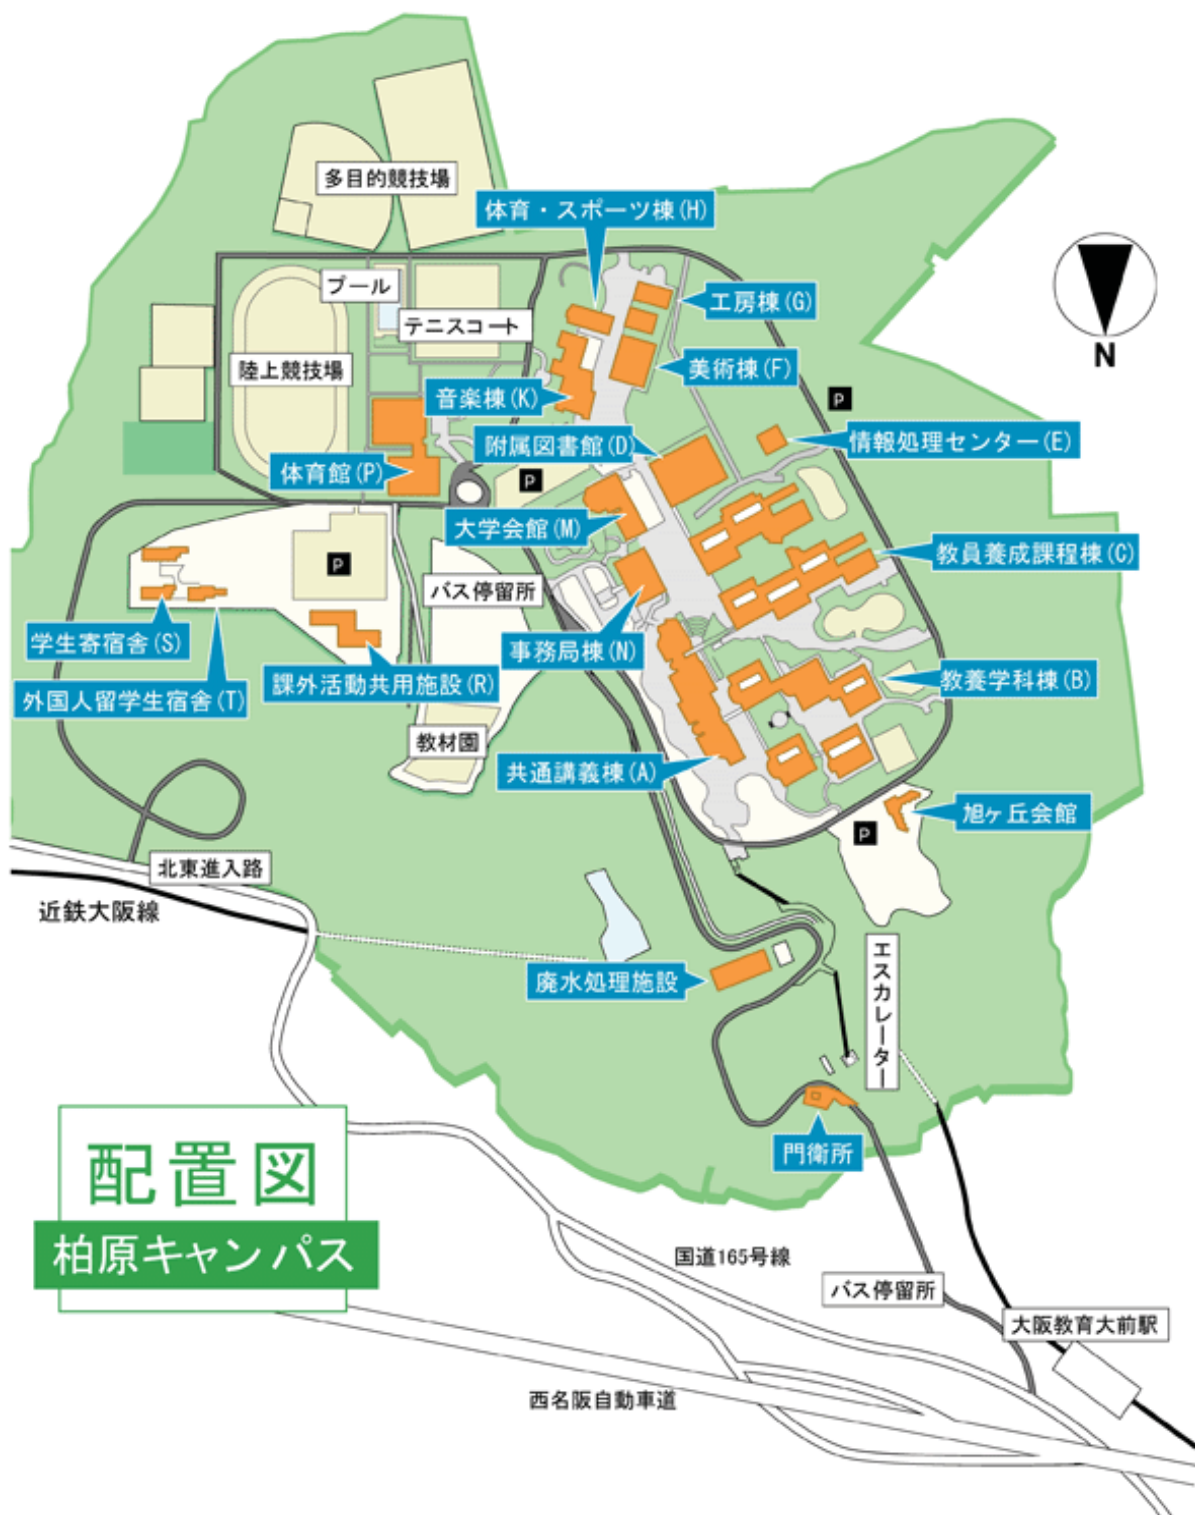 多目的競技場
体育・スポーツ棟(H)
プール
工房棟(G)
テニスコート
N
陸上競技場
美術棟(F)
音楽棟(K)
P
附属図書館(D)
情報処理センター(E)
体育館(P)
P
大学会館(M)
教員養成課程棟(C)
P
バス停留所
学生寄宿舎(S)
事務局棟(N)
課外活動共用施設(R)
教養学科棟(B)
外国人留学生宿舎(T)
教材園
共通講義棟(A)
旭ヶ丘会館
P
北東進入路
近鉄大阪線
エスカレーター
廃水処理施設
門衛所
配置図
柏原キャンパス
国道165号線
バス停留所
大阪教育大前駅
西名阪自動車道